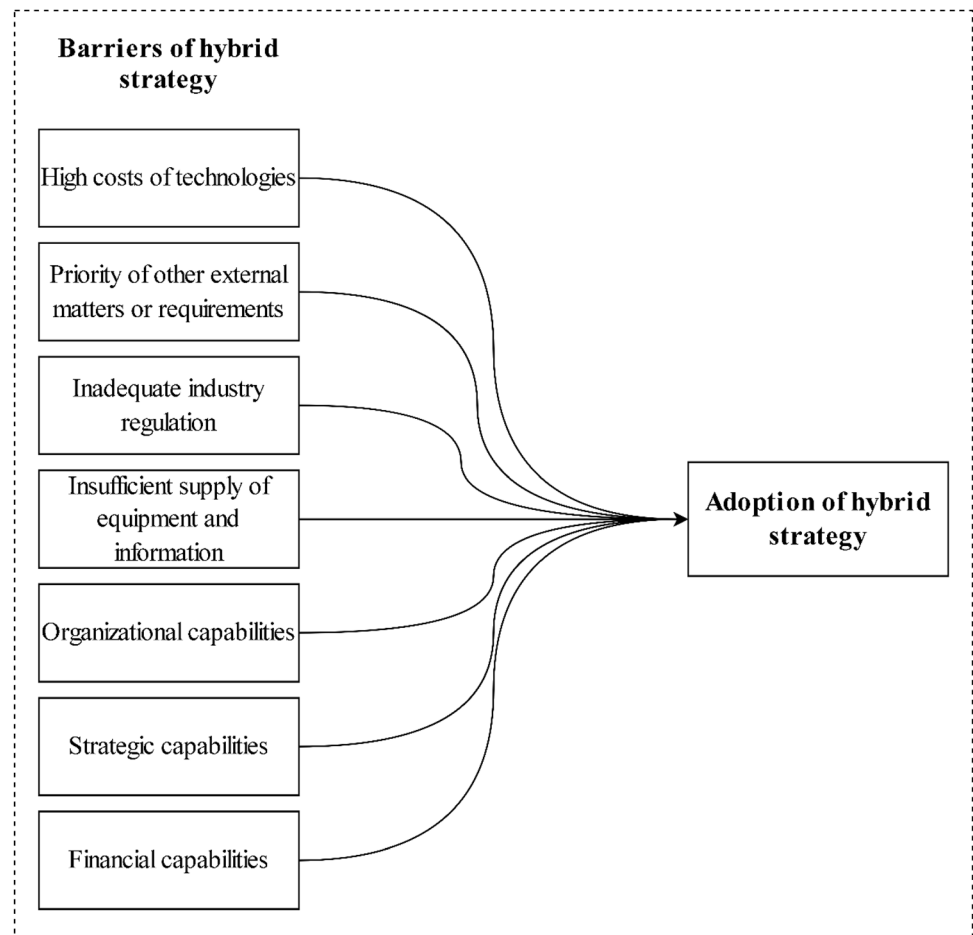 Barriers of hybrid
strategy
High costs of technologies
Priority of other external
matters or requirements
Inadequate industry
regulation
Insufficient supply of
equipment and
information
Organizational capabilities
Strategic capabilities
Financial capabilities
Adoption of hybrid
strategy